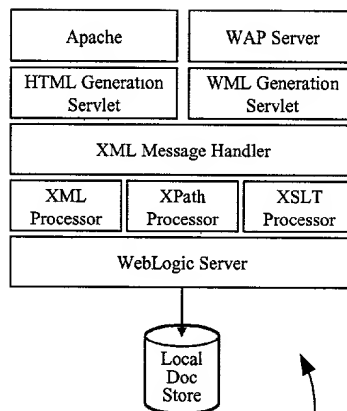 Apache
WAP Server
HTML Generation
Servlet
WML Generation
Servlet
XML Message Handler
XML
Processor
XPath
Processor
XSLT
Processor
WebLogic Server
Local
Doc
Store